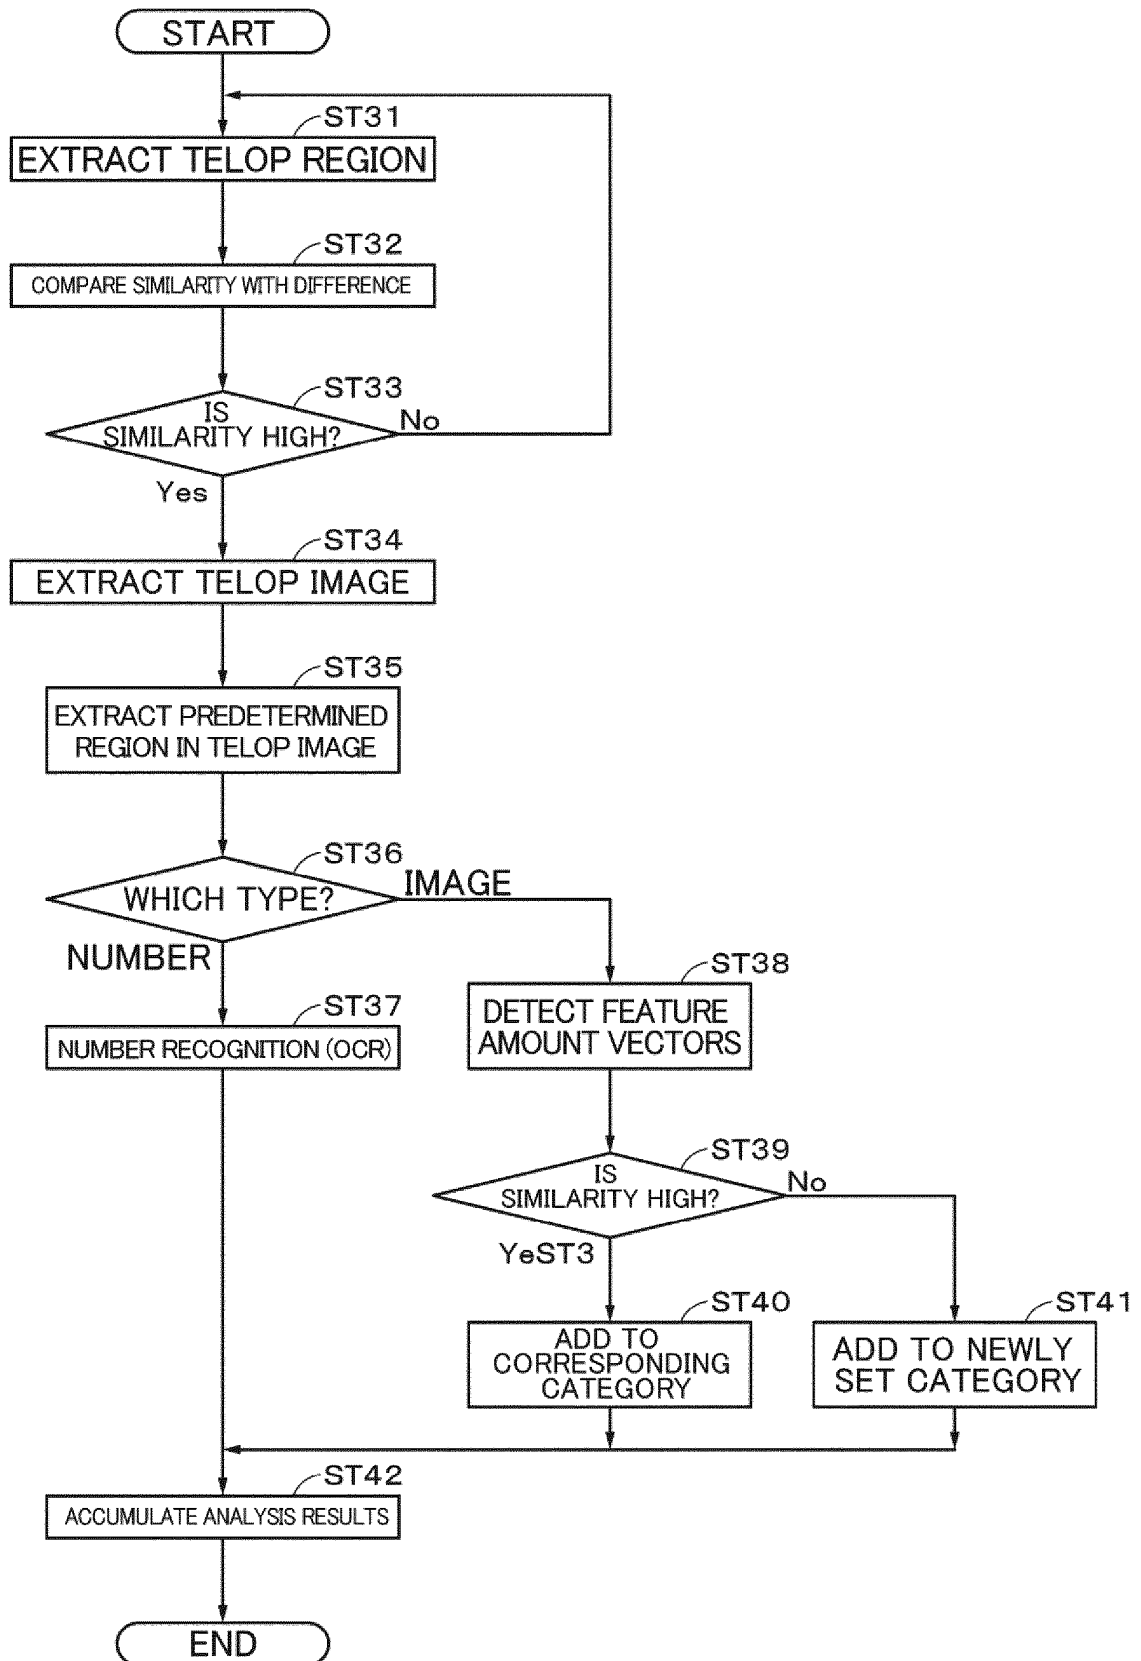 START
ST31
EXTRACT TELOP REGION
ST32
COMPARE SIMILARITY WITH DIFFERENCE
ST33
IS
SIMILARITY HIGH?
No
Yes
ST34
EXTRACT TELOP IMAGE
ST35
EXTRACT PREDETERMINED
REGION IN TELOP IMAGE
ST36
WHICH TYPE?
IMAGE
NUMBER
ST37
NUMBER RECOGNITION (OCR)
ST38
DETECT FEATURE
AMOUNT VECTORS
ST39
IS
SIMILARITY HIGH?
No
YeST3
ST40
ADD TO
CORRESPONDING
CATEGORY
ST41
ADD TO NEWLY
SET CATEGORY
ST42
ACCUMULATE ANALYSIS RESULTS
END